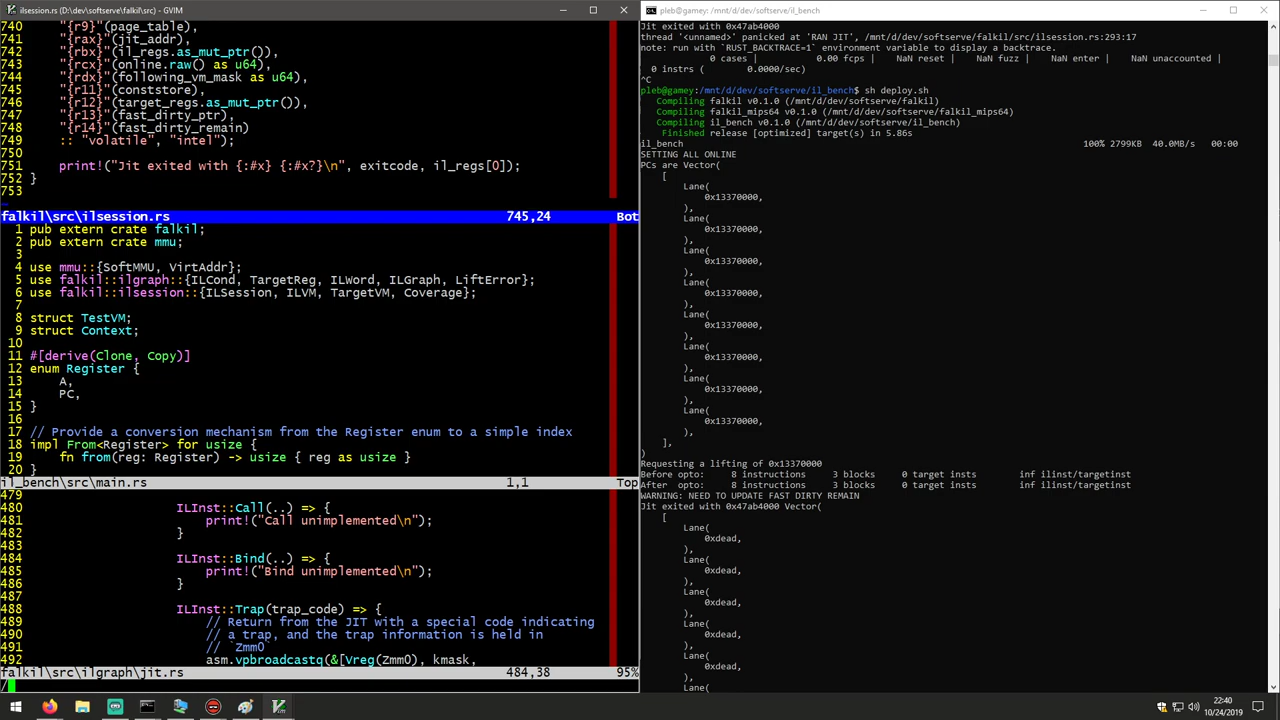 ilsession.rs (D:\dev\softserve\falkil\src) - GVIM
740 "{r9}"(page_table),
741 "{rax}"(jit_addr),
742 "{rbx}"(il_regs.as_mut_ptr()),
743 "{rcx}"(online.raw() as u64),
744 "{rdx}"(following_vm_mask as u64),
745 "{r11}"(conststore),
746 "{r12}"(target_regs.as_mut_ptr()),
747 "{r13}"(fast_dirty_ptr),
748 "{r14}"(fast_dirty_remain)
749 :: "volatile", "intel");
750
751 print!("Jit exited with {:#x} {:#x?}\n", exitcode, il_regs[0]);
752 }
753
~
falkil\src\ilsession.rs 745,24 Bot
1 pub extern crate falkil;
2 pub extern crate mmu;
3
4 use mmu::{SoftMMU, VirtAddr};
5 use falkil::ilgraph::{ILCond, TargetReg, ILWord, ILGraph, LiftError};
6 use falkil::ilsession::{ILSession, ILVM, TargetVM, Coverage};
7
8 struct TestVM;
9 struct Context;
10
11 #[derive(Clone, Copy)]
12 enum Register {
13 A,
14 PC,
15 }
16
17 // Provide a conversion mechanism from the Register enum to a simple index
18 impl From<Register> for usize {
19 fn from(reg: Register) -> usize { reg as usize }
20 }
il_bench\src\main.rs 1,1 Top
479
480 ILInst::Call(..) => {
481 print!("Call unimplemented\n");
482 }
483
484 ILInst::Bind(..) => {
485 print!("Bind unimplemented\n");
486 }
487
488 ILInst::Trap(trap_code) => {
489 // Return from the JIT with a special code indicating
490 // a trap, and the trap information is held in
491 // `Zmm0`
492 asm.vpbroadcastq(&[Vreg(Zmm0), kmask,
falkil\src\ilgraph\jit.rs 484,38 95%
/
pleb@gamey: /mnt/d/dev/softserve/il_bench
Jit exited with 0x47ab4000
thread '<unnamed>' panicked at 'RAN JIT', /mnt/d/dev/softserve/falkil/src/ilsession.rs:293:17
note: run with `RUST_BACKTRACE=1` environment variable to display a backtrace.
0 cases | 0.00 fcps | NaN reset | NaN fuzz | NaN enter | NaN unaccounted |
0 instrs ( 0.0000/sec)
^C
pleb@gamey:/mnt/d/dev/softserve/il_bench$ sh deploy.sh
Compiling falkil v0.1.0 (/mnt/d/dev/softserve/falkil)
Compiling falkil_mips64 v0.1.0 (/mnt/d/dev/softserve/falkil_mips64)
Compiling il_bench v0.1.0 (/mnt/d/dev/softserve/il_bench)
Finished release [optimized] target(s) in 5.86s
il_bench 100% 2799KB 40.0MB/s 00:00
SETTING ALL ONLINE
PCs are Vector(
[
Lane(
0x13370000,
),
Lane(
0x13370000,
),
Lane(
0x13370000,
),
Lane(
0x13370000,
),
Lane(
0x13370000,
),
Lane(
0x13370000,
),
Lane(
0x13370000,
),
Lane(
0x13370000,
),
],
)
Requesting a lifting of 0x13370000
Before opto: 8 instructions 3 blocks 0 target insts inf ilinst/targetinst
After opto: 8 instructions 3 blocks 0 target insts inf ilinst/targetinst
WARNING: NEED TO UPDATE FAST DIRTY REMAIN
Jit exited with 0x47ab4000 Vector(
[
Lane(
0xdead,
),
Lane(
0xdead,
),
Lane(
0xdead,
),
Lane(
0xdead,
),
Lane(
0xdead,
),
Lane(
22:40
10/24/2019